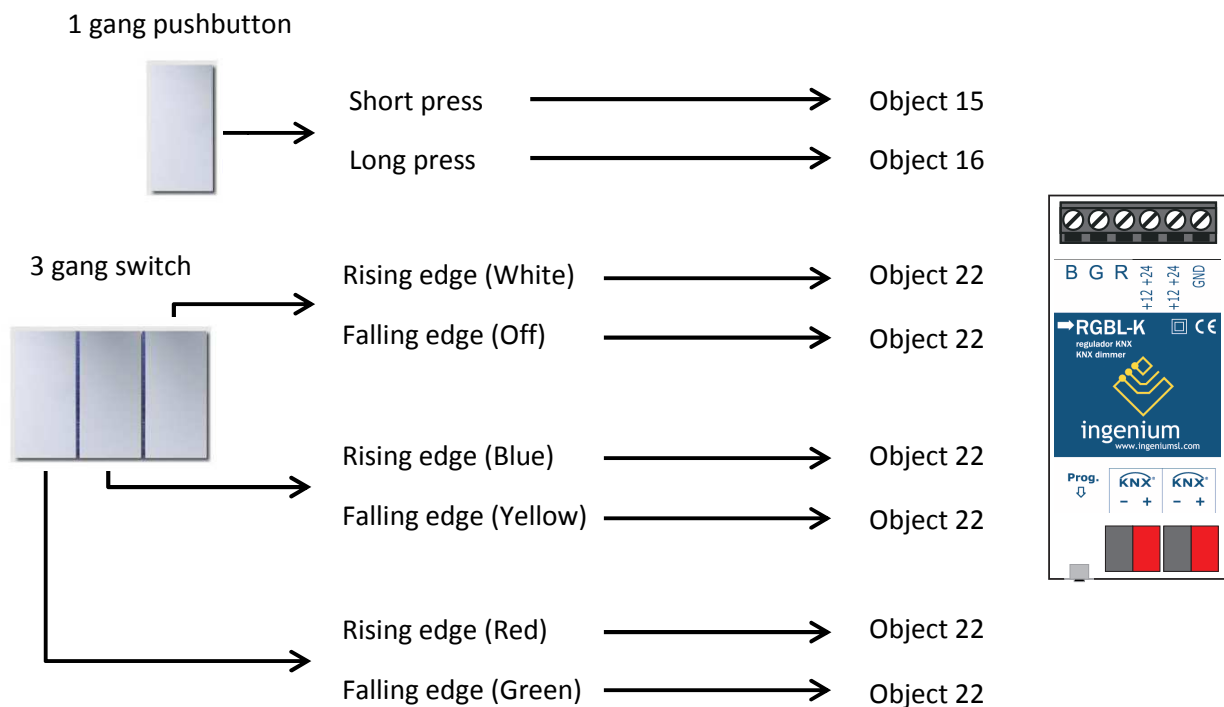 1 gang pushbutton
Short press
Object 15
Long press
Object 16
3 gang switch
Rising edge (White)
Object 22
Falling edge (Off)
Object 22
Rising edge (Blue)
Object 22
Falling edge (Yellow)
Object 22
Rising edge (Red)
Object 22
Falling edge (Green)
Object 22
B G R +12 +24 +12 +24 GND
RGBL-K CE
regulador KNX
KNX dimmer
ingenium
www.ingeniumsl.com
Prog. KNX® KNX®
- + - +